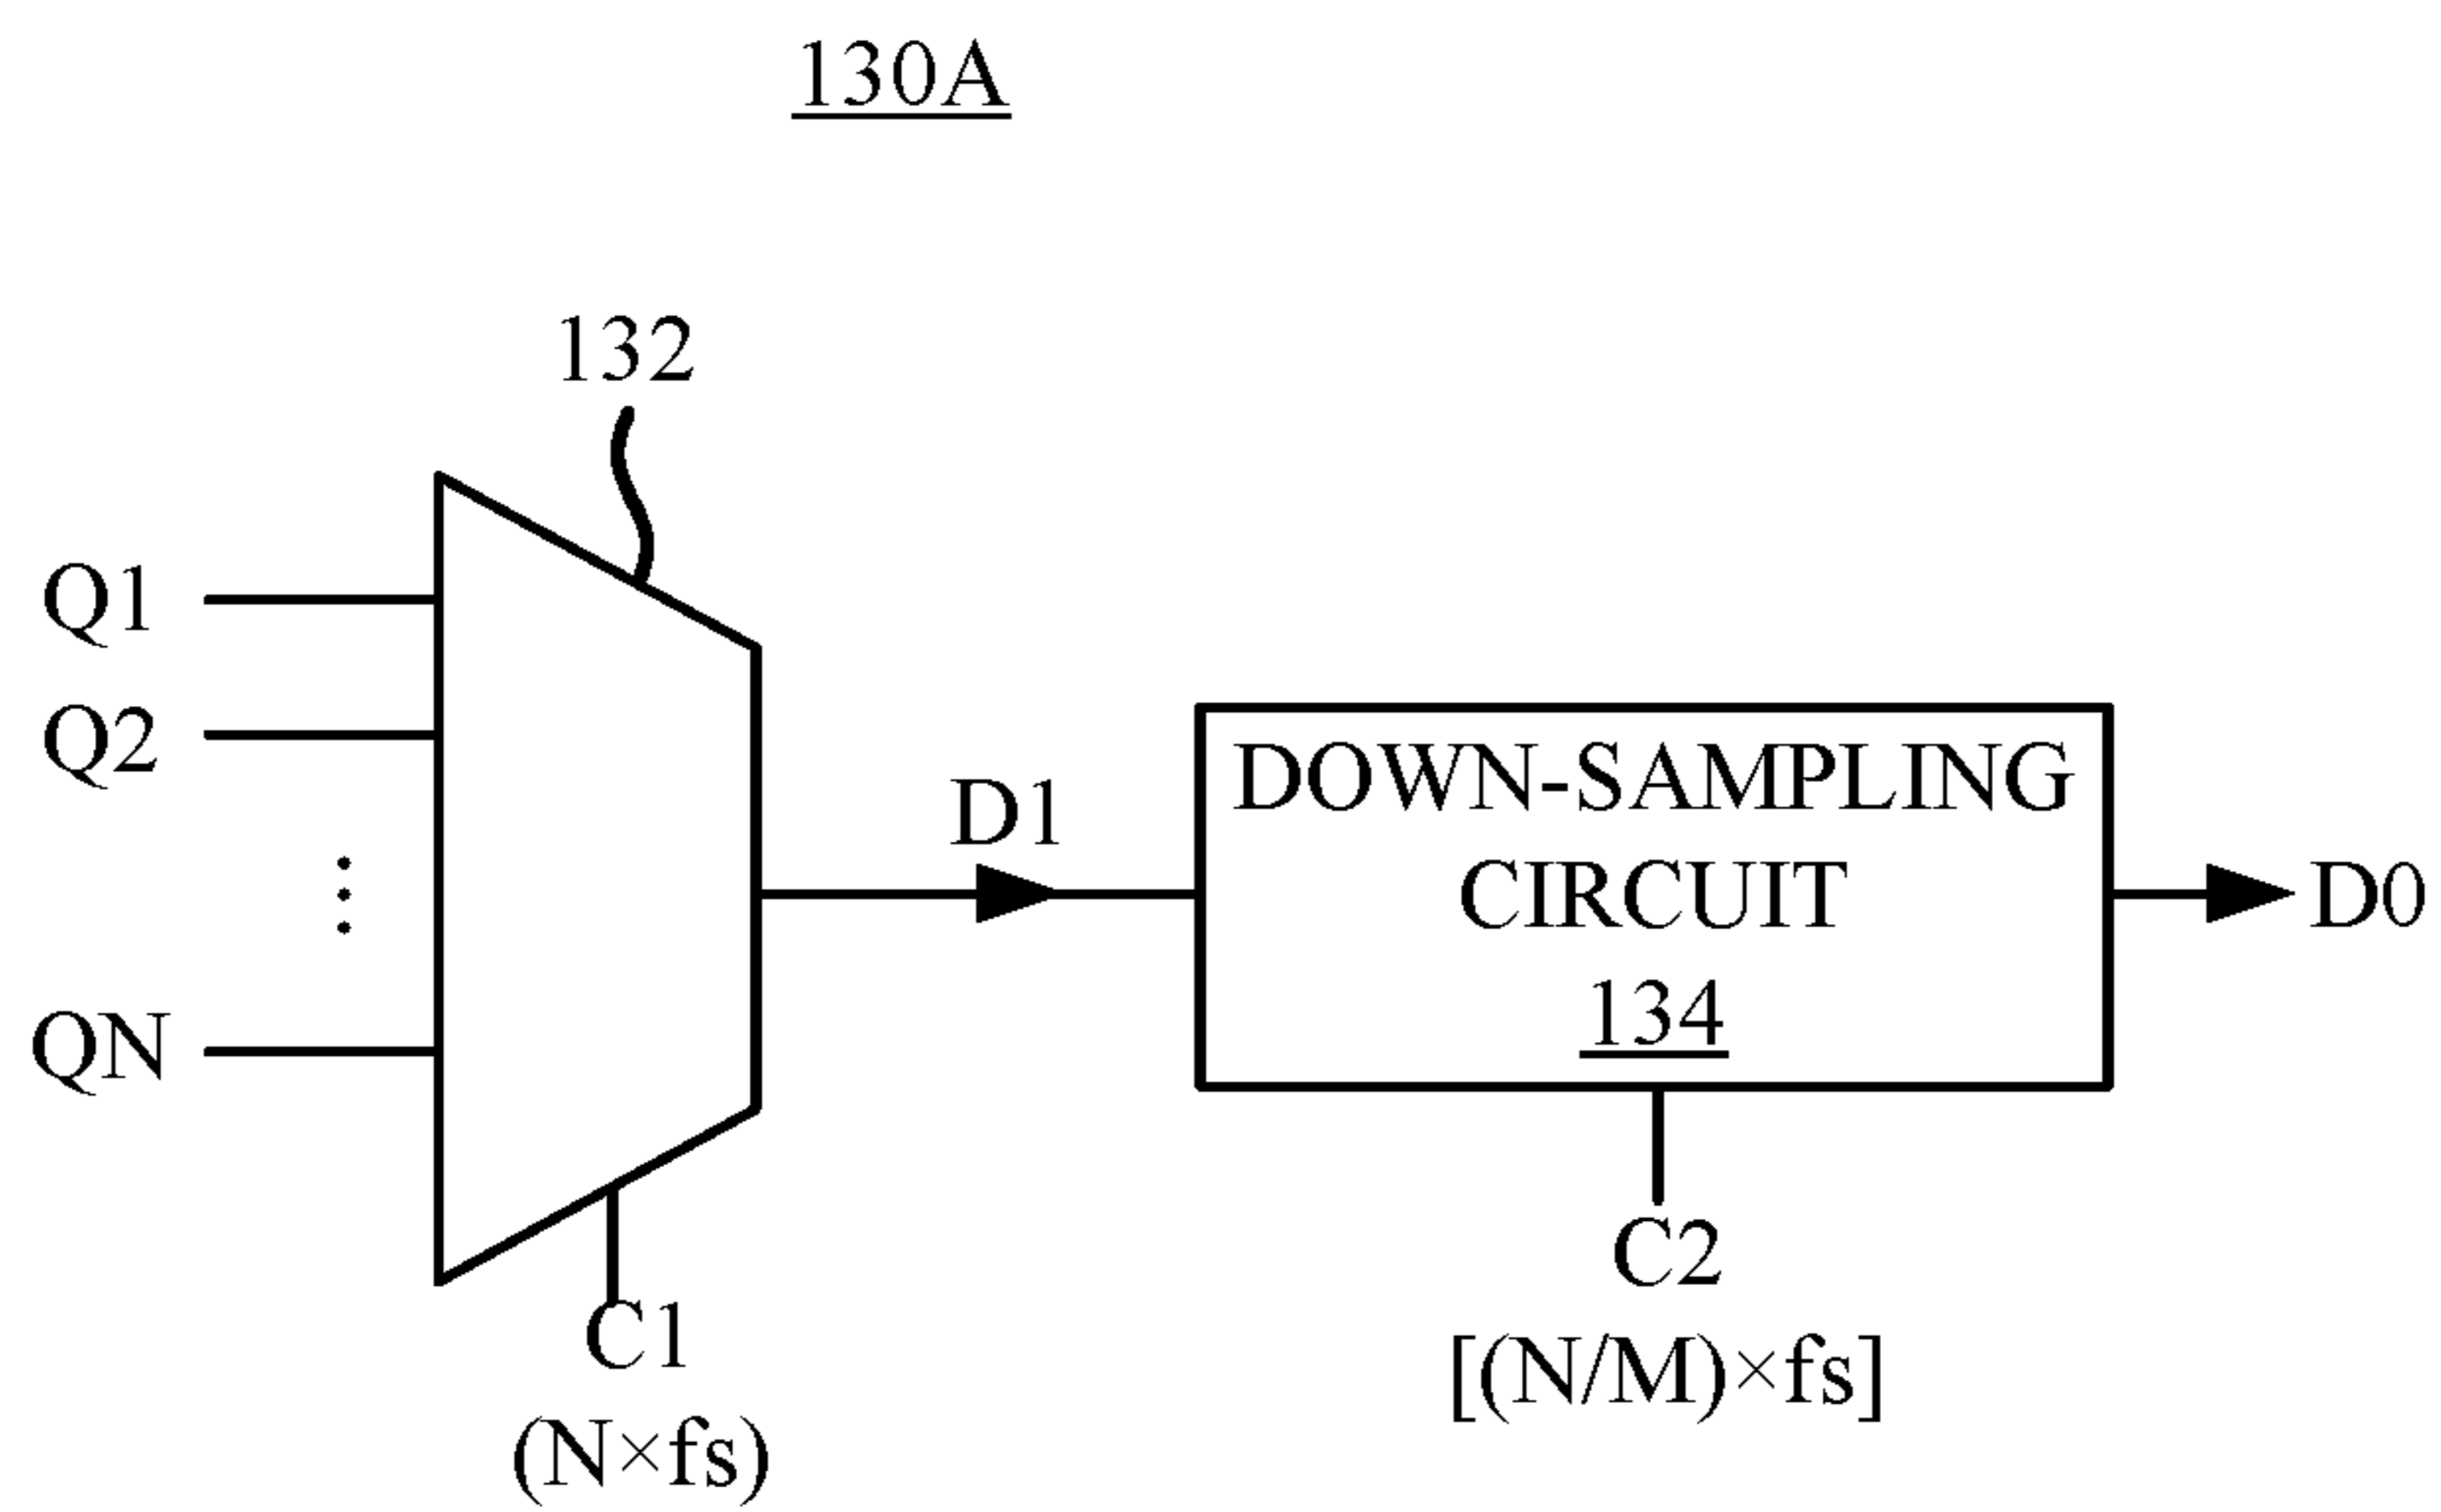 130A
132
Q1
Q2
QN
D1
DOWN-SAMPLING
CIRCUIT
134
D0
C1
(N×fs)
C2
[(N/M)×fs]